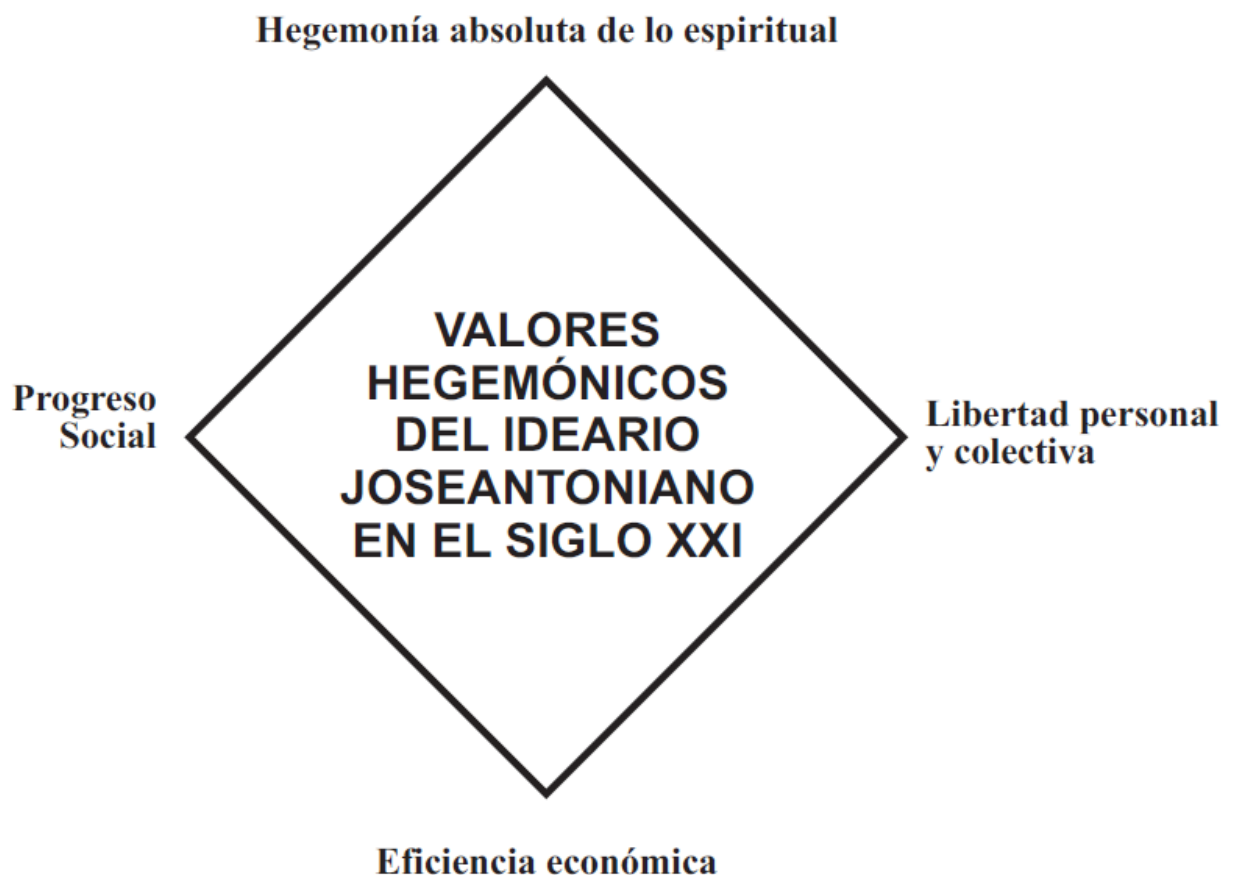 Hegemonía absoluta de lo espiritual
VALORES
HEGEMÓNICOS
DEL IDEARIO
JOSEANTONIANO
EN EL SIGLO XXI
Progreso
Social
Libertad personal
y colectiva
Eficiencia económica